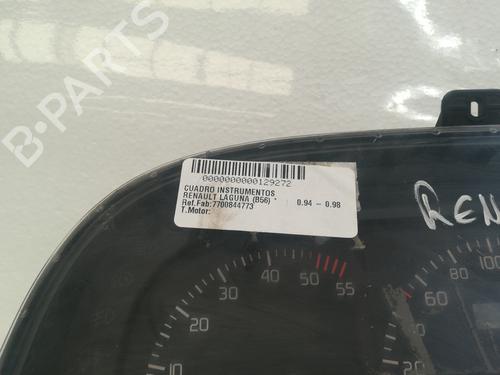 B-PARTS
0000000000129272
CUADRO INSTRUMENTOS
RENAULT LAGUNA (B56) * 0.94 - 0.98
Ref.Fab:7700844773
T.Motor:
REN
10 20 30 40 50 55
20 60 80 100